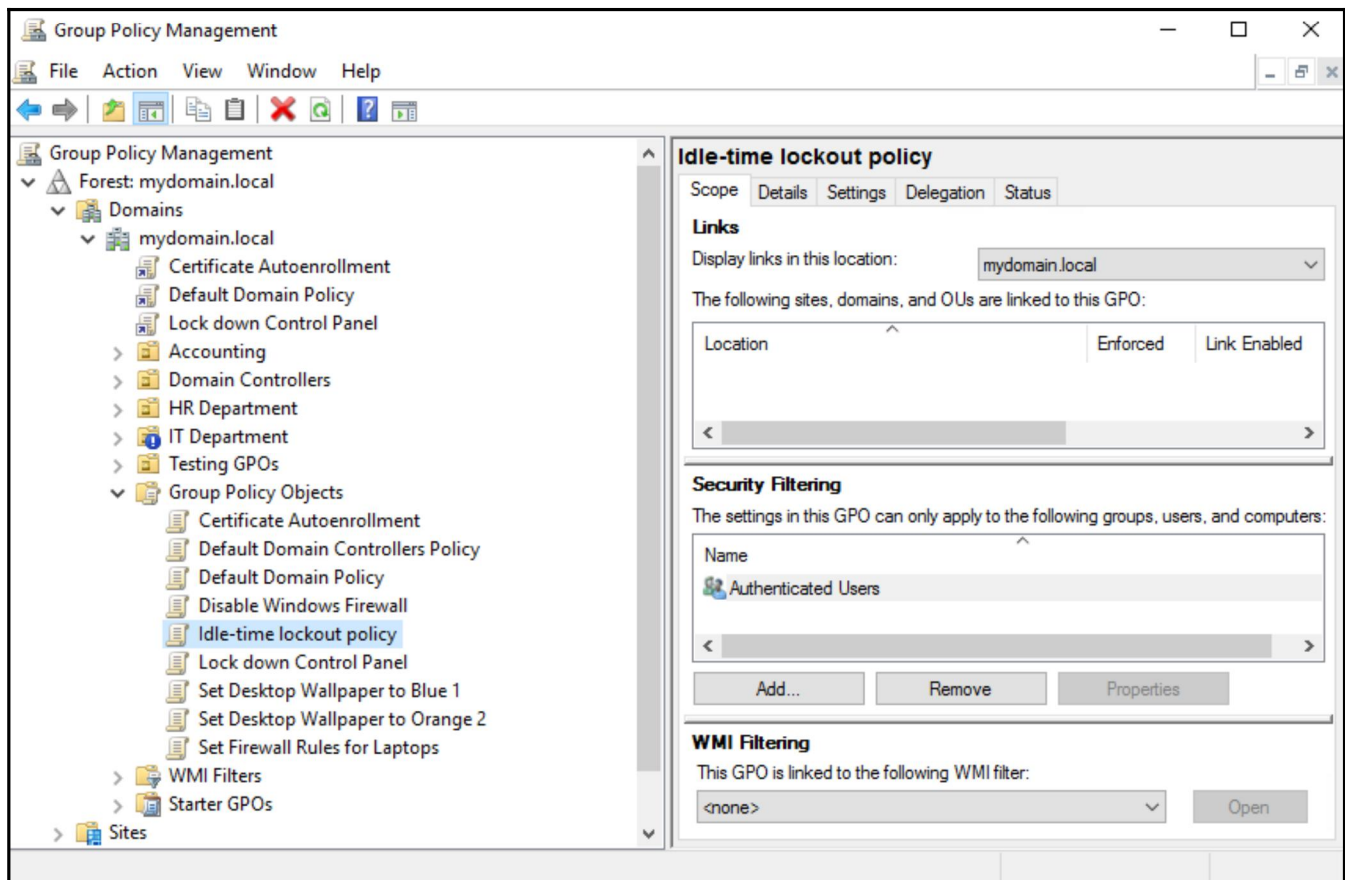 Group Policy Management
File Action View Window Help
Group Policy Management
Forest: mydomain.local
Domains
mydomain.local
Certificate Autoenrollment
Default Domain Policy
Lock down Control Panel
Accounting
Domain Controllers
HR Department
IT Department
Testing GPOs
Group Policy Objects
Certificate Autoenrollment
Default Domain Controllers Policy
Default Domain Policy
Disable Windows Firewall
Idle-time lockout policy
Lock down Control Panel
Set Desktop Wallpaper to Blue 1
Set Desktop Wallpaper to Orange 2
Set Firewall Rules for Laptops
WMI Filters
Starter GPOs
Sites
Idle-time lockout policy
Scope Details Settings Delegation Status
Links
Display links in this location: mydomain.local
The following sites, domains, and OUs are linked to this GPO:
Location Enforced Link Enabled
Security Filtering
The settings in this GPO can only apply to the following groups, users, and computers:
Name
Authenticated Users
Add... Remove Properties
WMI Filtering
This GPO is linked to the following WMI filter:
<none> Open